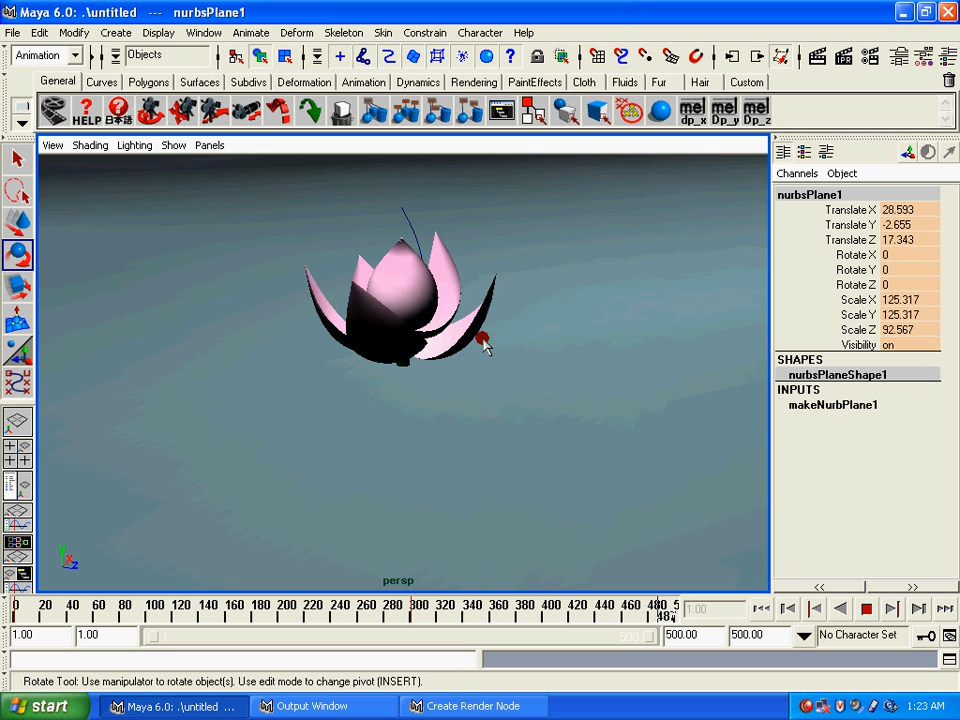 Maya 6.0: .\untitled --- nurbsPlane1
File Edit Modify Create Display Window Animate Deform Skeleton Skin Constrain Character Help
Animation Objects
General Curves Polygons Surfaces Subdivs Deformation Animation Dynamics Rendering PaintEffects Cloth Fluids Fur Hair Custom
HELP 日本語 mel dp_x mel Dp_y mel Dp_z
View Shading Lighting Show Panels
Channels Object
nurbsPlane1
Translate X 28.593
Translate Y -2.655
Translate Z 17.343
Rotate X 0
Rotate Y 0
Rotate Z 0
Scale X 125.317
Scale Y 125.317
Scale Z 92.567
Visibility on
SHAPES
nurbsPlaneShape1
INPUTS
makeNurbPlane1
persp
0 20 40 60 80 100 120 140 160 180 200 220 240 260 280 300 320 340 360 380 400 420 440 460 480 5
487
1.00
1.00 1.00 1 500 500.00 500.00 No Character Set
Rotate Tool: Use manipulator to rotate object(s). Use edit mode to change pivot (INSERT).
start Maya 6.0: .\untitled ... Output Window Create Render Node 1:23 AM